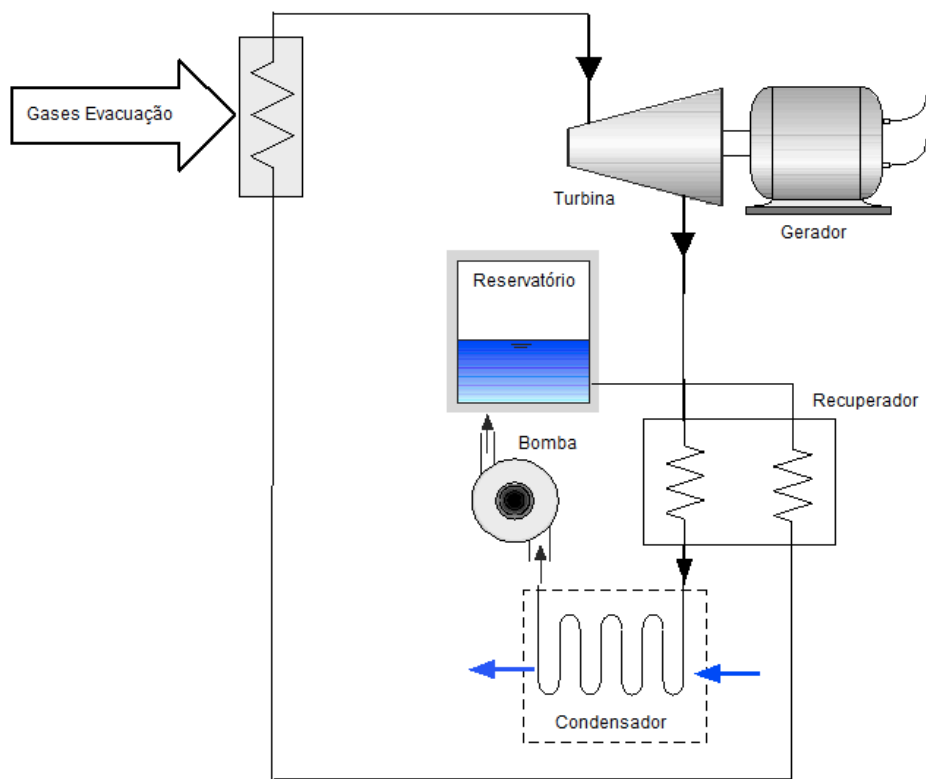 Gases Evacuação
Turbina
Gerador
Reservatório
Recuperador
Bomba
Condensador